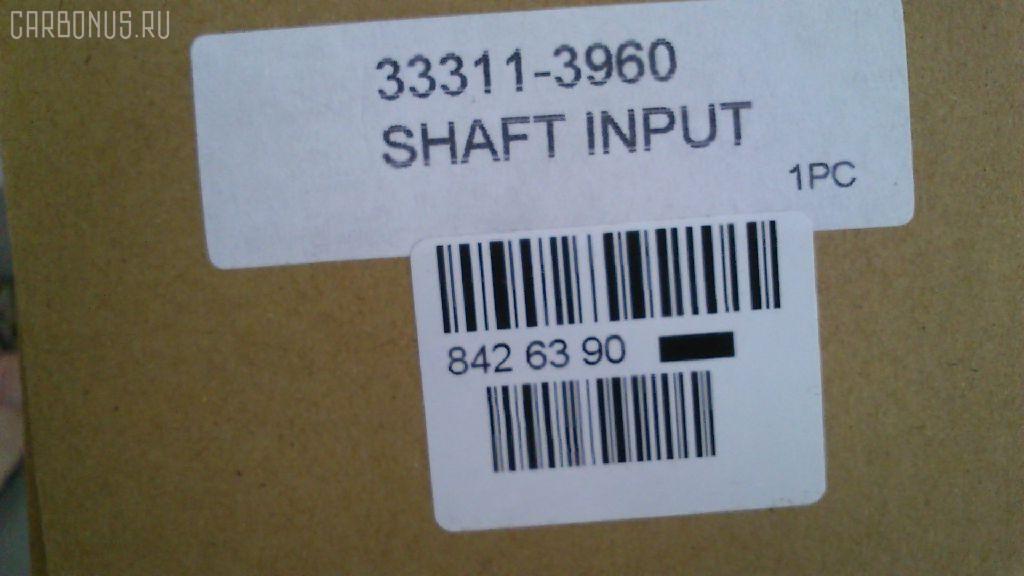 CARBONUS.RU
33311-3960
SHAFT INPUT
1PC
842 63 90